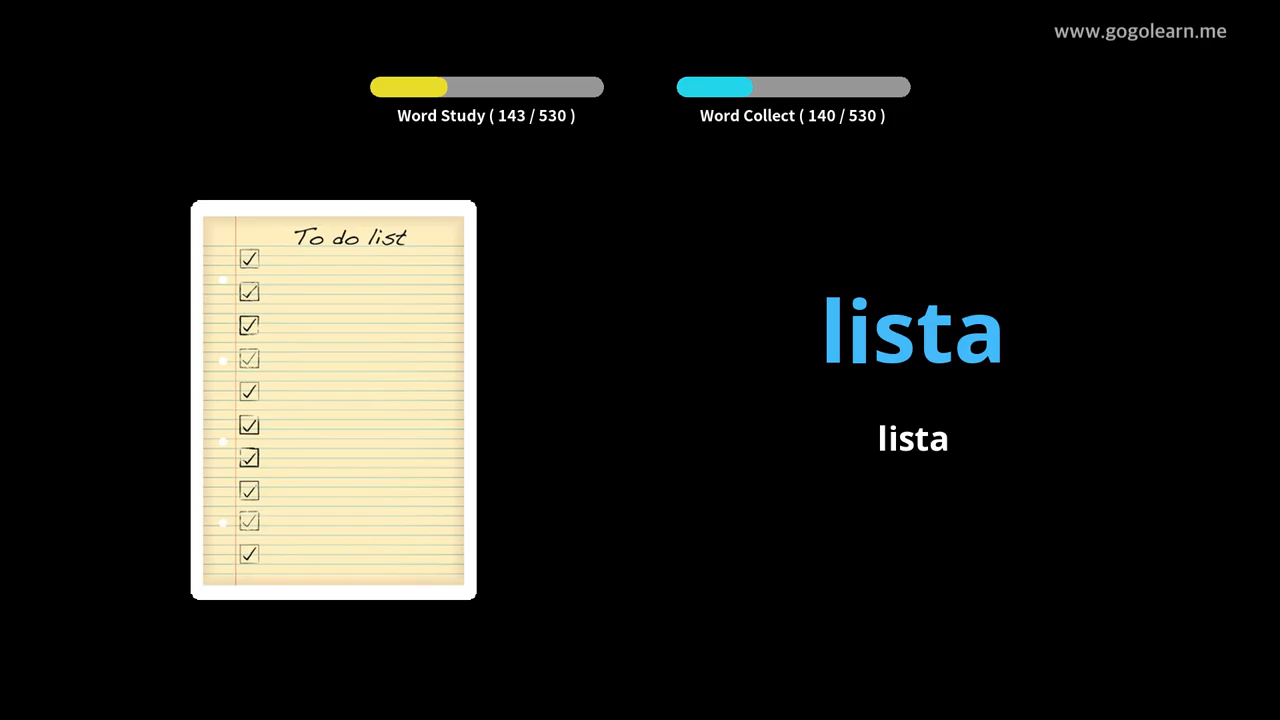 www.gogolearn.me
Word Study ( 143 / 530 )
Word Collect ( 140 / 530 )
To do list
lista
lista